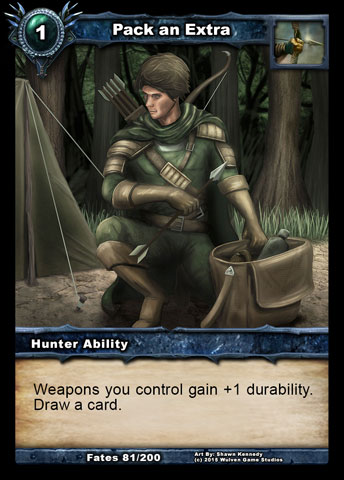 1
Pack an Extra
Hunter Ability
Weapons you control gain +1 durability.
Draw a card.
Fates 81/200
Art By: Shawn Kennedy
(c) 2015 Wulven Game Studios